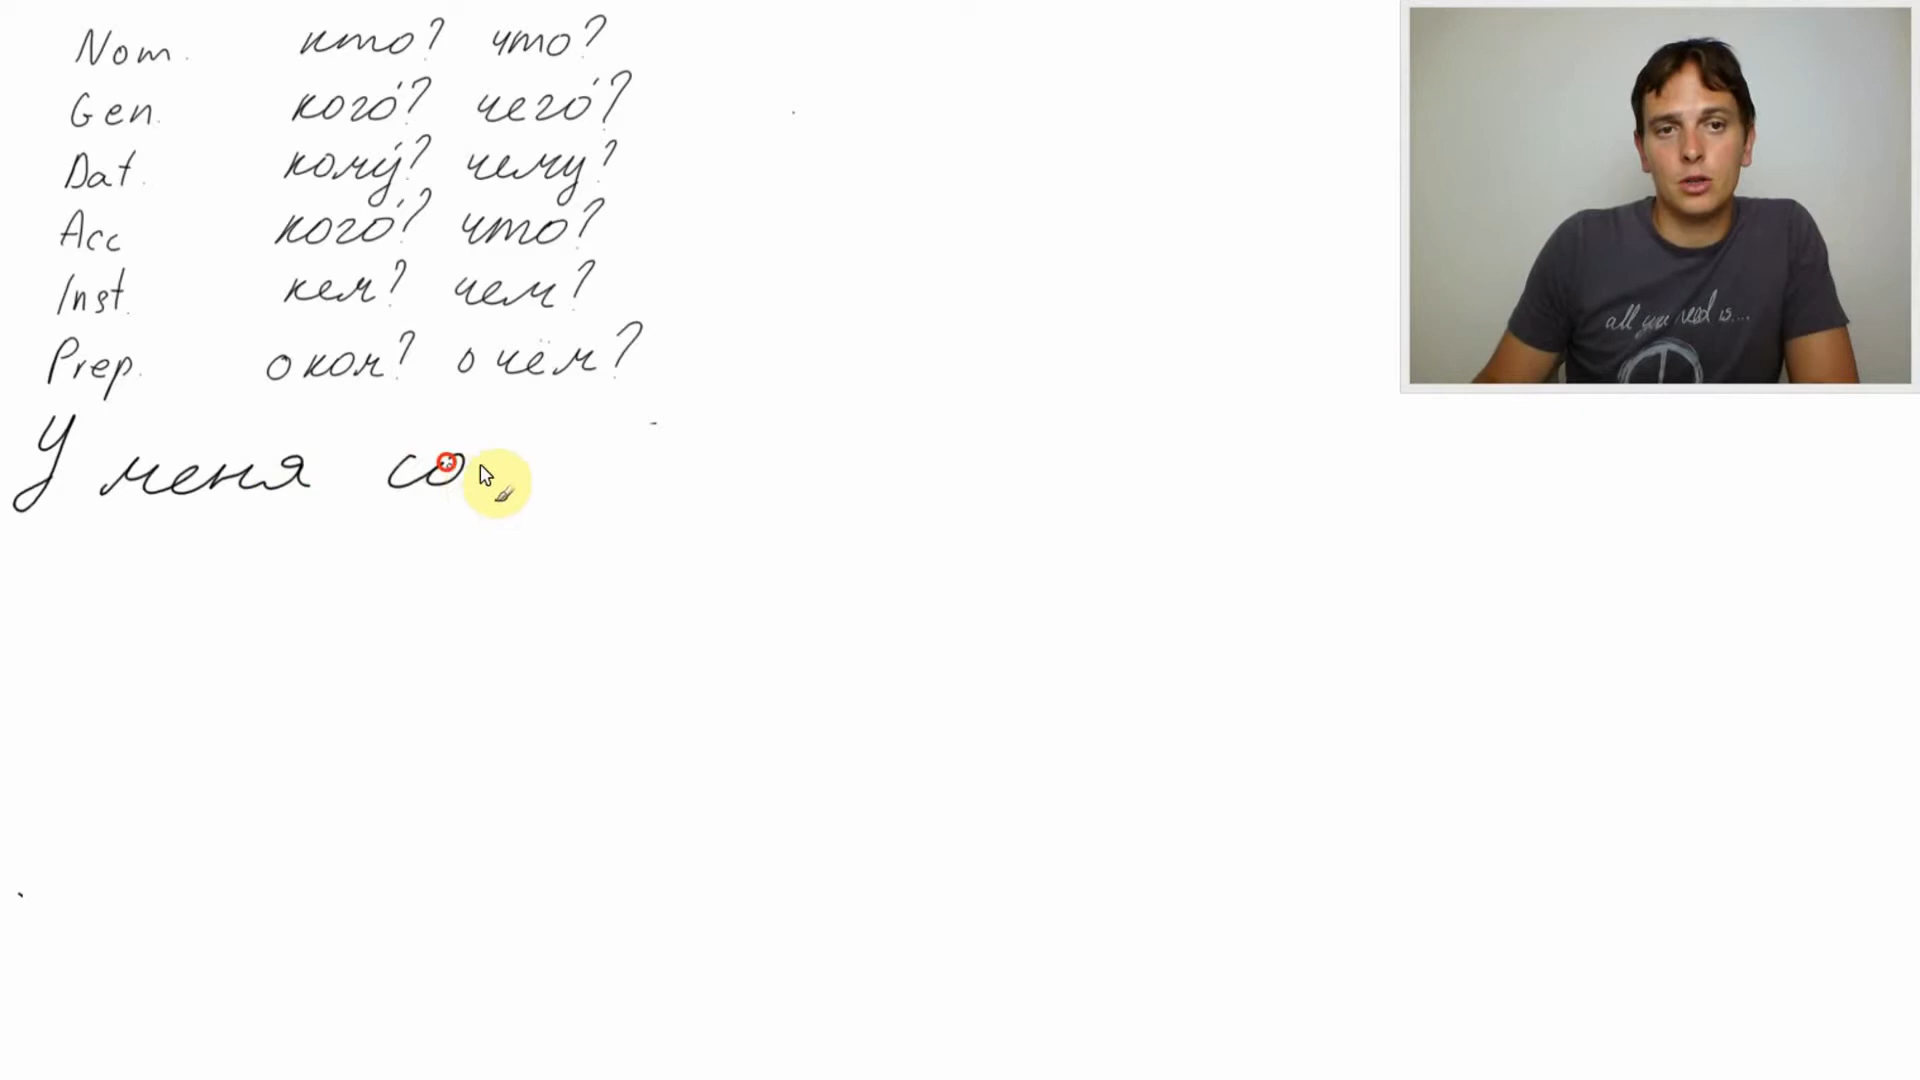 Nom. кто? что?
Gen. кого́? чего́?
Dat. кому́? чему?
Acc кого́? что?
Inst. кем? чем?
Prep. о ком? о чём?
У меня со
all you need is...